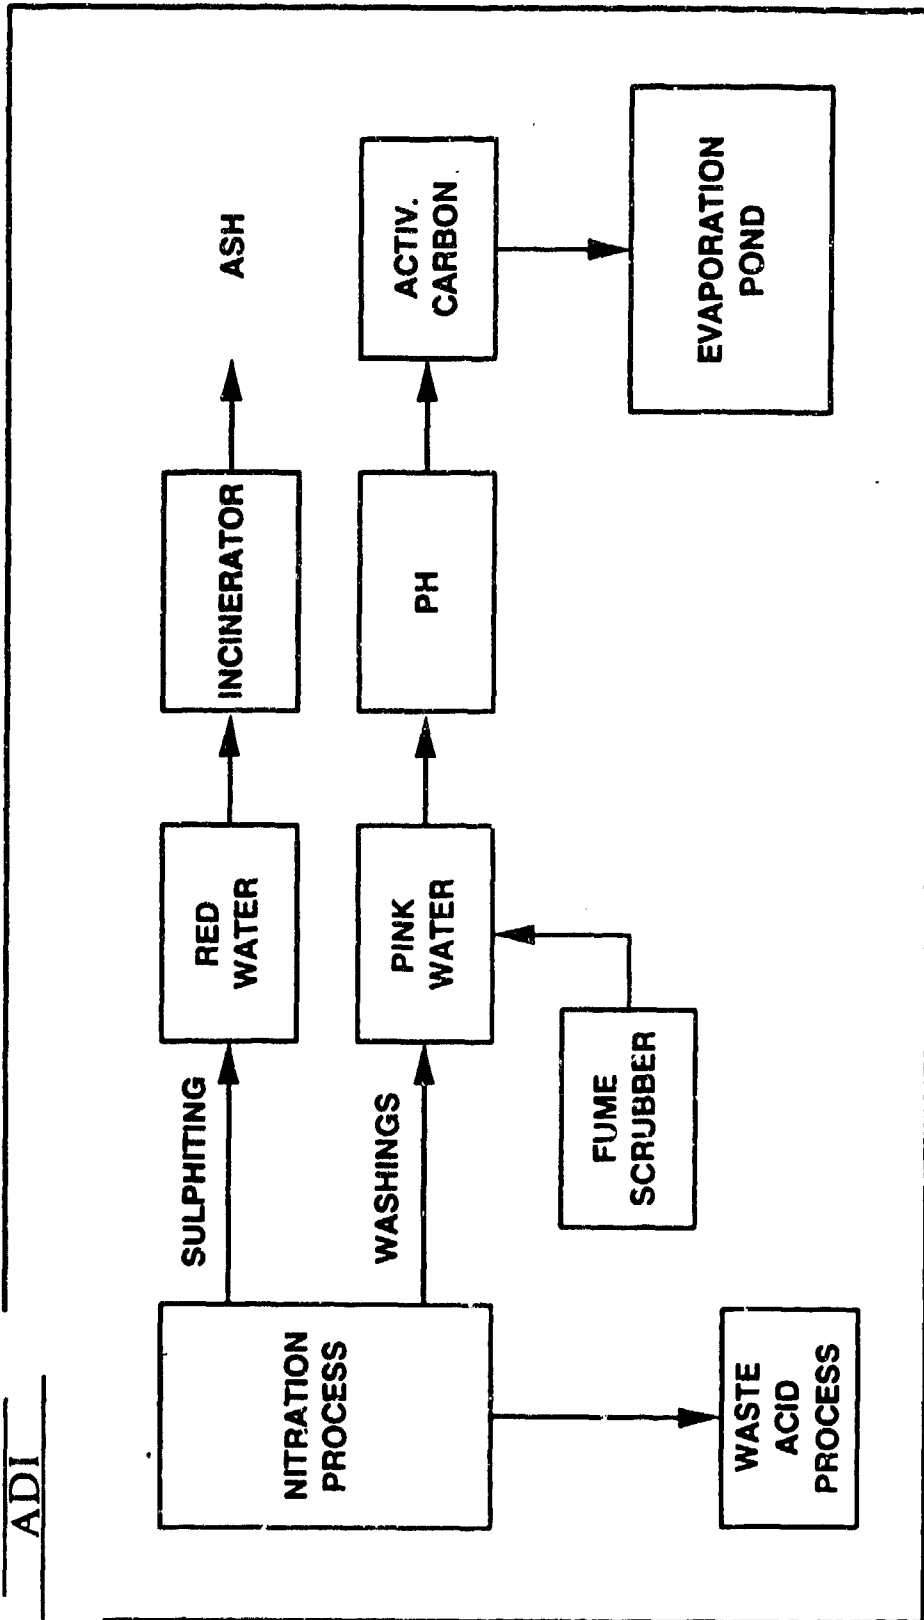 ADI
NITRATION
PROCESS
SULPHITING
RED
WATER
INCINERATOR
ASH
WASHINGS
PINK
WATER
PH
ACTIV.
CARBON
FUME
SCRUBBER
EVAPORATION
POND
WASTE
ACID
PROCESS